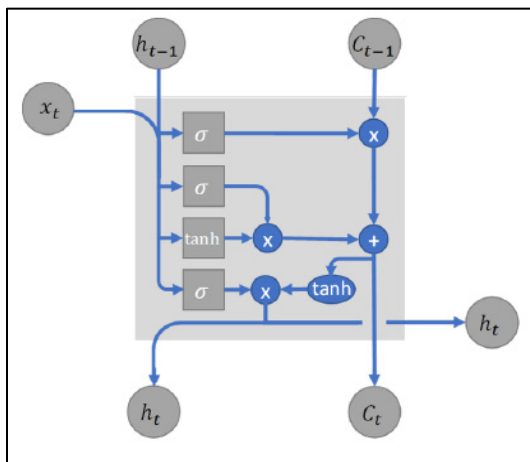 h_{t-1} C_{t-1}
x_t
σ x
σ
tanh x +
σ x tanh
h_t
h_t C_t